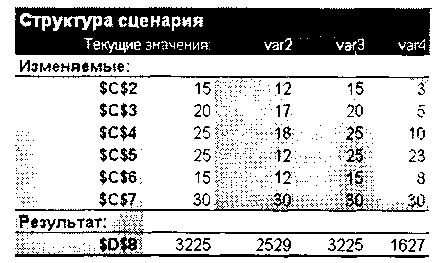 Структура сценария
Текущие значения: var2 var3 var4
Изменяемые:
$C$2 15 12 15 3
$C$3 20 17 20 5
$C$4 25 18 25 10
$C$5 25 12 25 23
$C$6 15 12 15 8
$C$7 30 30 30 30
Результат:
$D$8 3225 2529 3225 1627